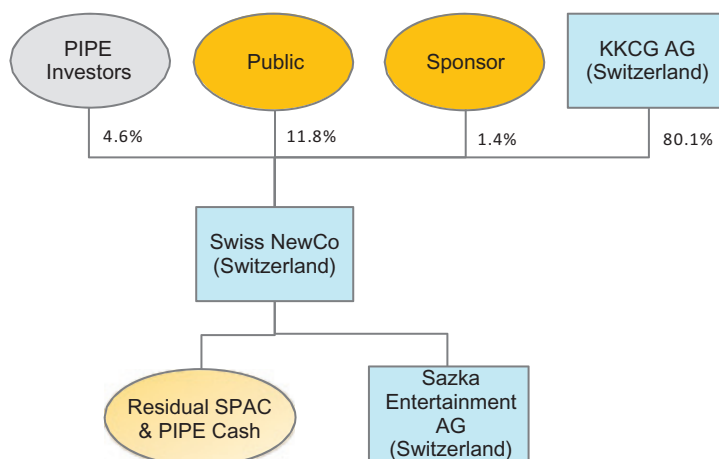 PIPE
Investors
Public
Sponsor
KKCG AG
(Switzerland)
4.6%
11.8%
1.4%
80.1%
Swiss NewCo
(Switzerland)
Residual SPAC
& PIPE Cash
Sazka
Entertainment
AG
(Switzerland)